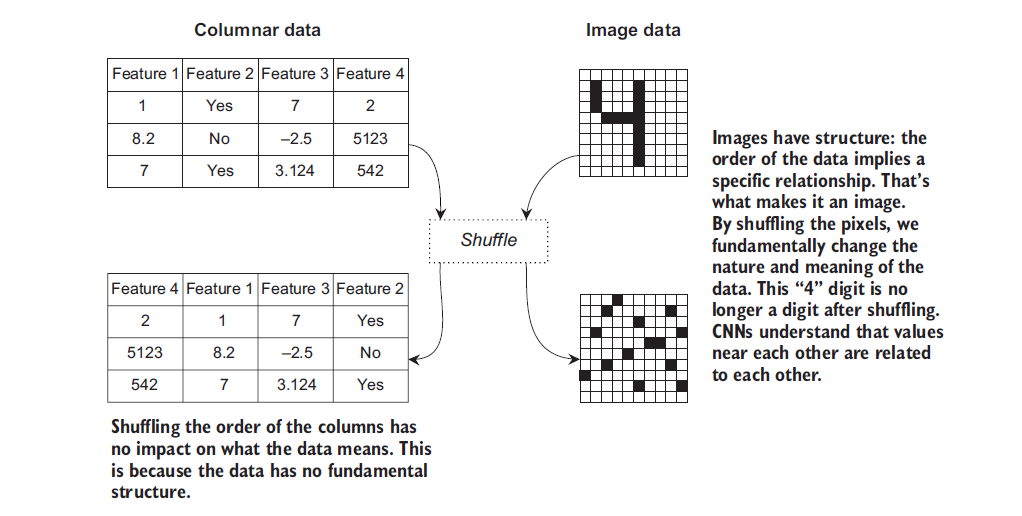 Columnar data
Feature 1 Feature 2 Feature 3 Feature 4
1 Yes 7 2
8.2 No –2.5 5123
7 Yes 3.124 542
Image data
Images have structure: the
order of the data implies a
specific relationship. That’s
what makes it an image.
By shuffling the pixels, we
fundamentally change the
nature and meaning of the
data. This “4” digit is no
longer a digit after shuffling.
CNNs understand that values
near each other are related
to each other.
Shuffle
Feature 4 Feature 1 Feature 3 Feature 2
2 1 7 Yes
5123 8.2 –2.5 No
542 7 3.124 Yes
Shuffling the order of the columns has
no impact on what the data means. This
is because the data has no fundamental
structure.